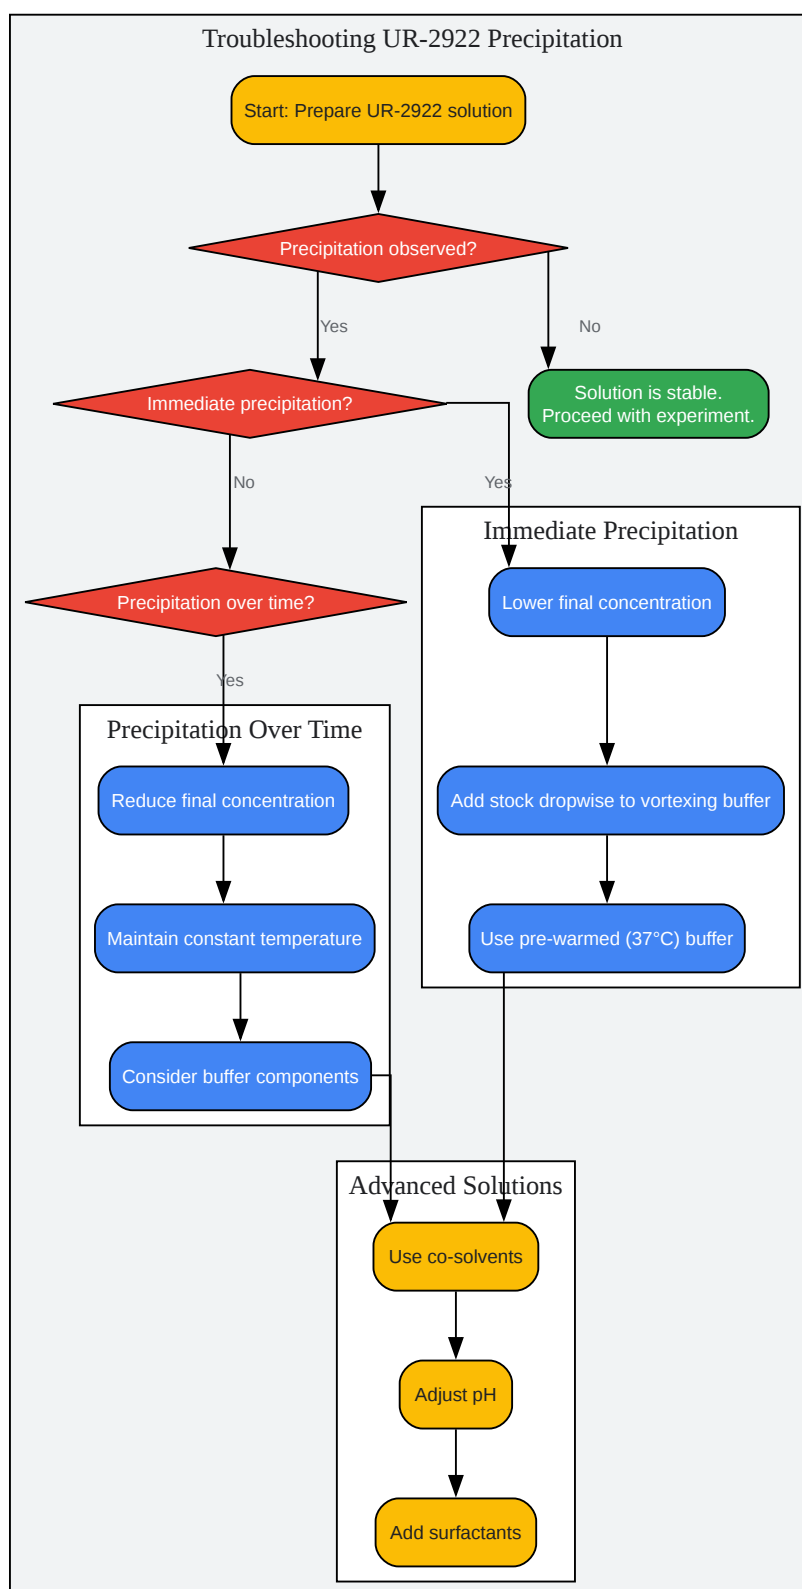 Troubleshooting UR-2922 Precipitation
Start: Prepare UR-2922 solution
Precipitation observed?
Yes
No
Immediate precipitation?
Solution is stable.
Proceed with experiment.
No
Yes
Immediate Precipitation
Precipitation over time?
Lower final concentration
Yes
Precipitation Over Time
Reduce final concentration
Add stock dropwise to vortexing buffer
Maintain constant temperature
Use pre-warmed (37°C) buffer
Consider buffer components
Advanced Solutions
Use co-solvents
Adjust pH
Add surfactants